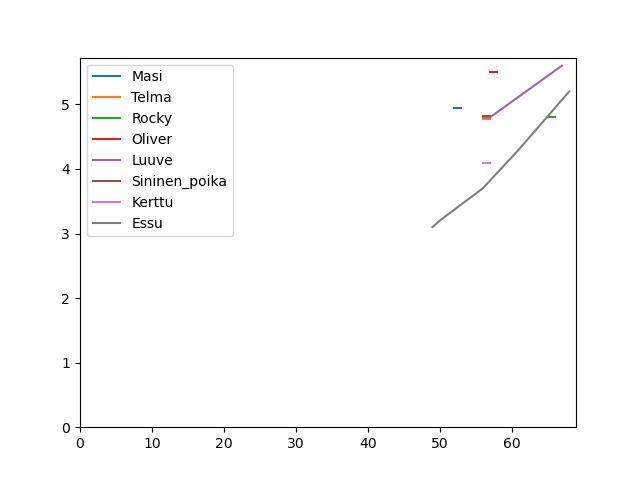 Masi
Telma
Rocky
Oliver
Luuve
Sininen_poika
Kerttu
Essu
5
4
3
2
1
0
0 10 20 30 40 50 60